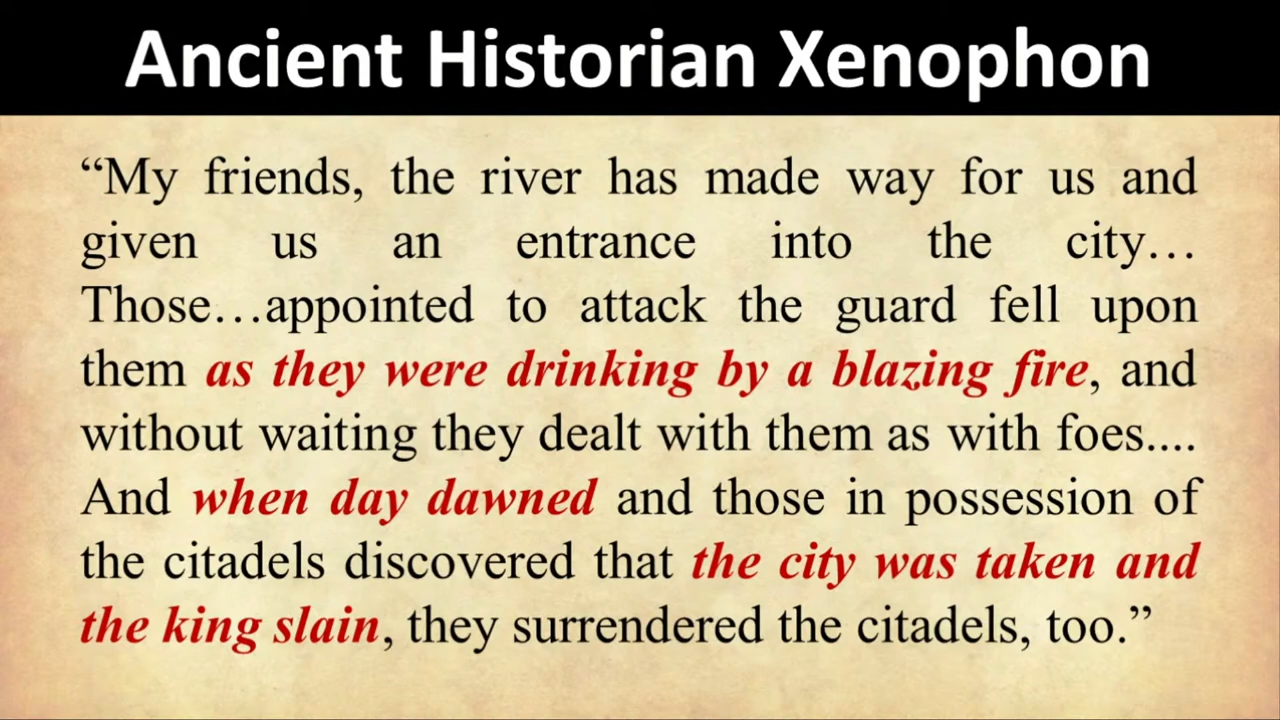 Ancient Historian Xenophon
“My friends, the river has made way for us and
given us an entrance into the city…
Those…appointed to attack the guard fell upon
them as they were drinking by a blazing fire, and
without waiting they dealt with them as with foes....
And when day dawned and those in possession of
the citadels discovered that the city was taken and
the king slain, they surrendered the citadels, too.”